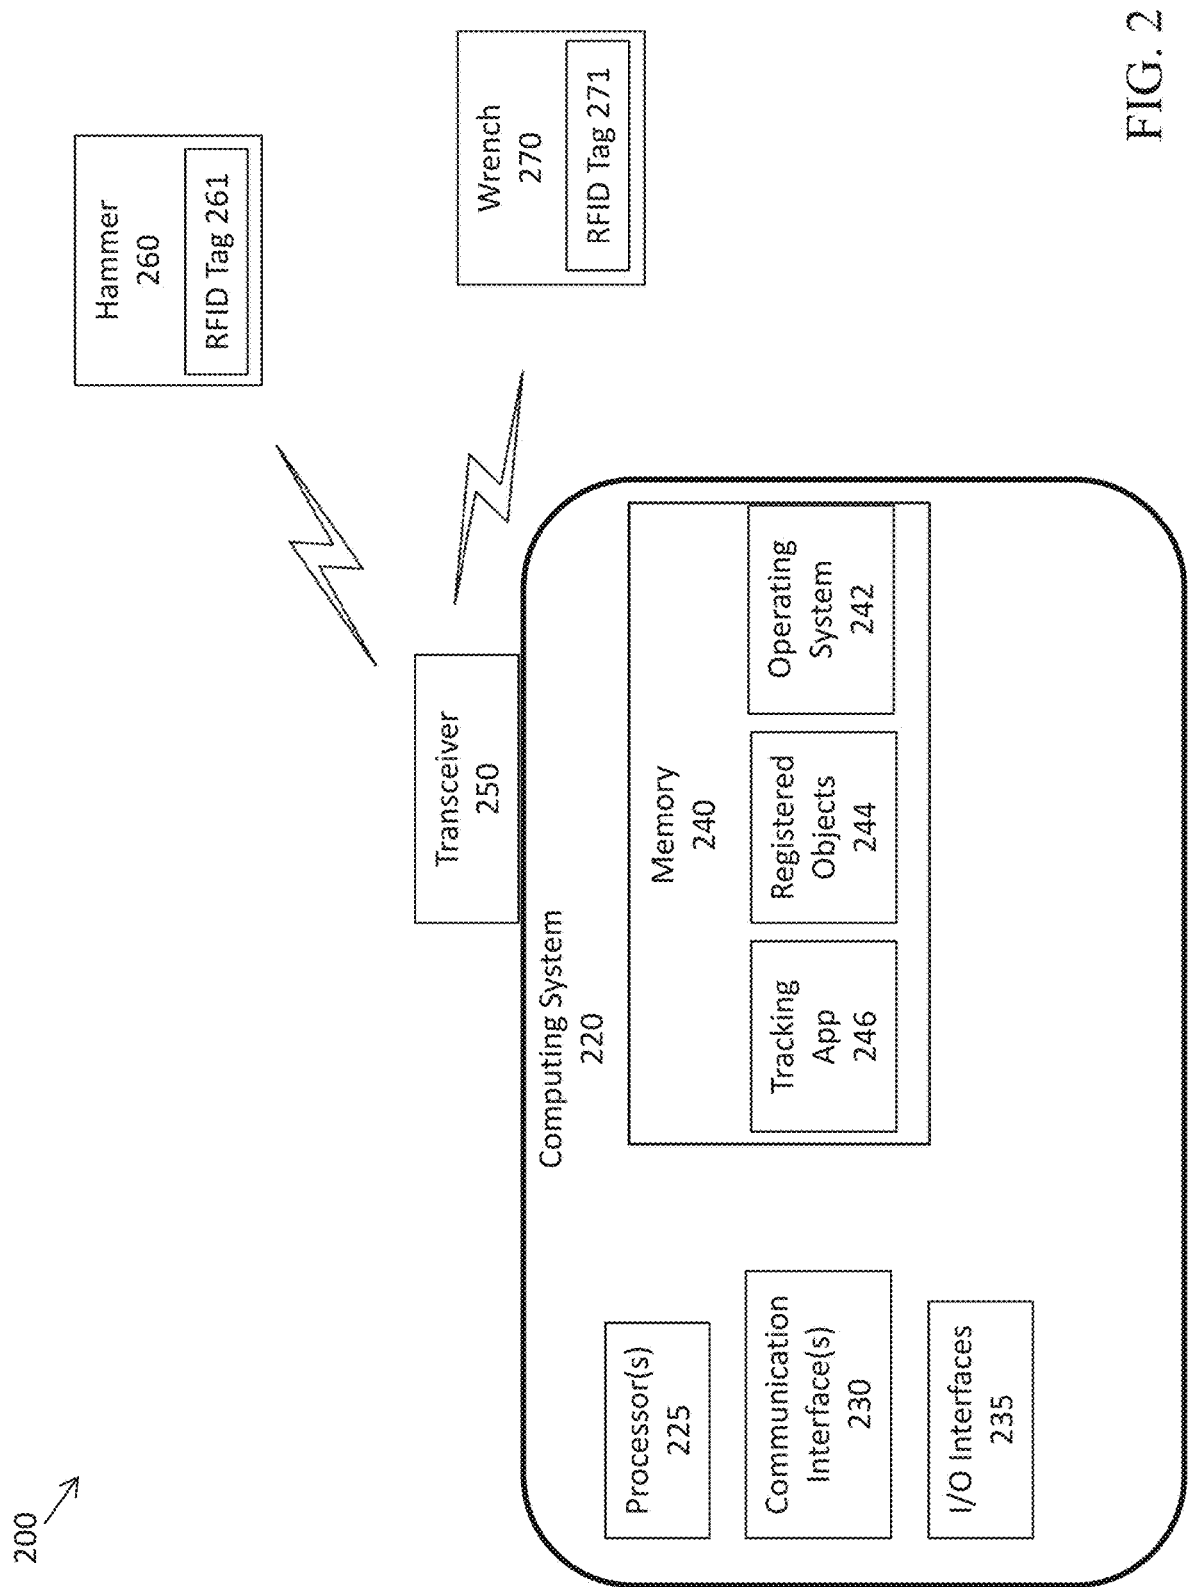 200
Hammer
260
RFID Tag 261
Wrench
270
RFID Tag 271
Transceiver
250
Computing System
220
Processor(s)
225
Communication
Interface(s)
230
I/O Interfaces
235
Memory
240
Tracking
App
246
Registered
Objects
244
Operating
System
242
FIG. 2